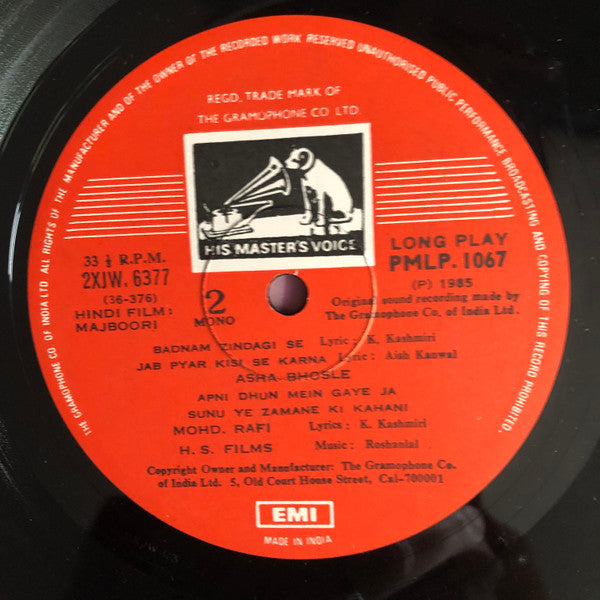 THE GRAMOPHONE CO. OF INDIA LTD. ALL RIGHTS OF THE MANUFACTURER AND OF THE OWNER OF THE RECORDED WORK RESERVED UNAUTHORISED PUBLIC PERFORMANCE BROADCASTING AND COPYING OF THIS RECORD PROHIBITED.
REGD. TRADE MARK OF
THE GRAMOPHONE CO. LTD.
HIS MASTER'S VOICE
33 ⅓ R.P.M.
2XJW. 6377
(36-376)
HINDI FILM:
MAJBOORI
2
MONO
LONG PLAY
PMLP. 1067
(P) 1985
Original sound recording made by
The Gramophone Co. of India Ltd.
BADNAM ZINDAGI SE Lyric: K. Kashmiri
JAB PYAR KISI SE KARNA Lyric: Aish Kanwal
ASHA BHOSLE
APNI DHUN MEIN GAYE JA
SUNU YE ZAMANE KI KAHANI
MOHD. RAFI Lyrics: K. Kashmiri
H. S. FILMS Music: Roshanlal
Copyright Owner and Manufacturer: The Gramophone Co.
of India Ltd. 5, Old Court House Street, Cal-700001
EMI
MADE IN INDIA